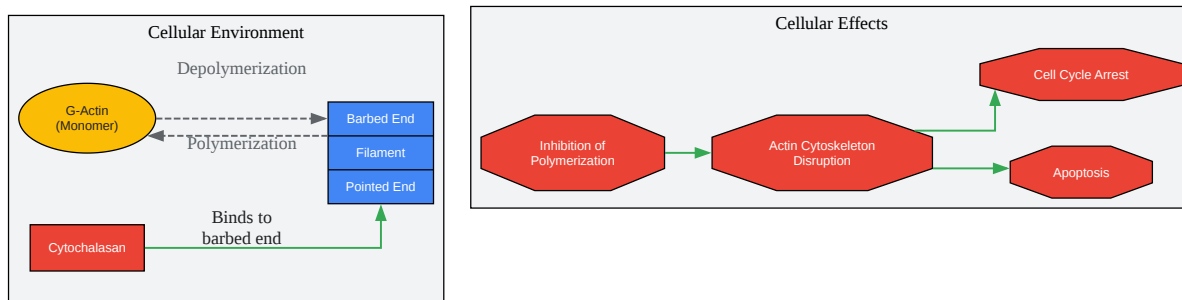 Cellular Environment
Depolymerization
G-Actin
(Monomer)
Polymerization
Barbed End
Filament
Pointed End
Cytochalasan
Binds to
barbed end
Cellular Effects
Inhibition of
Polymerization
Actin Cytoskeleton
Disruption
Cell Cycle Arrest
Apoptosis